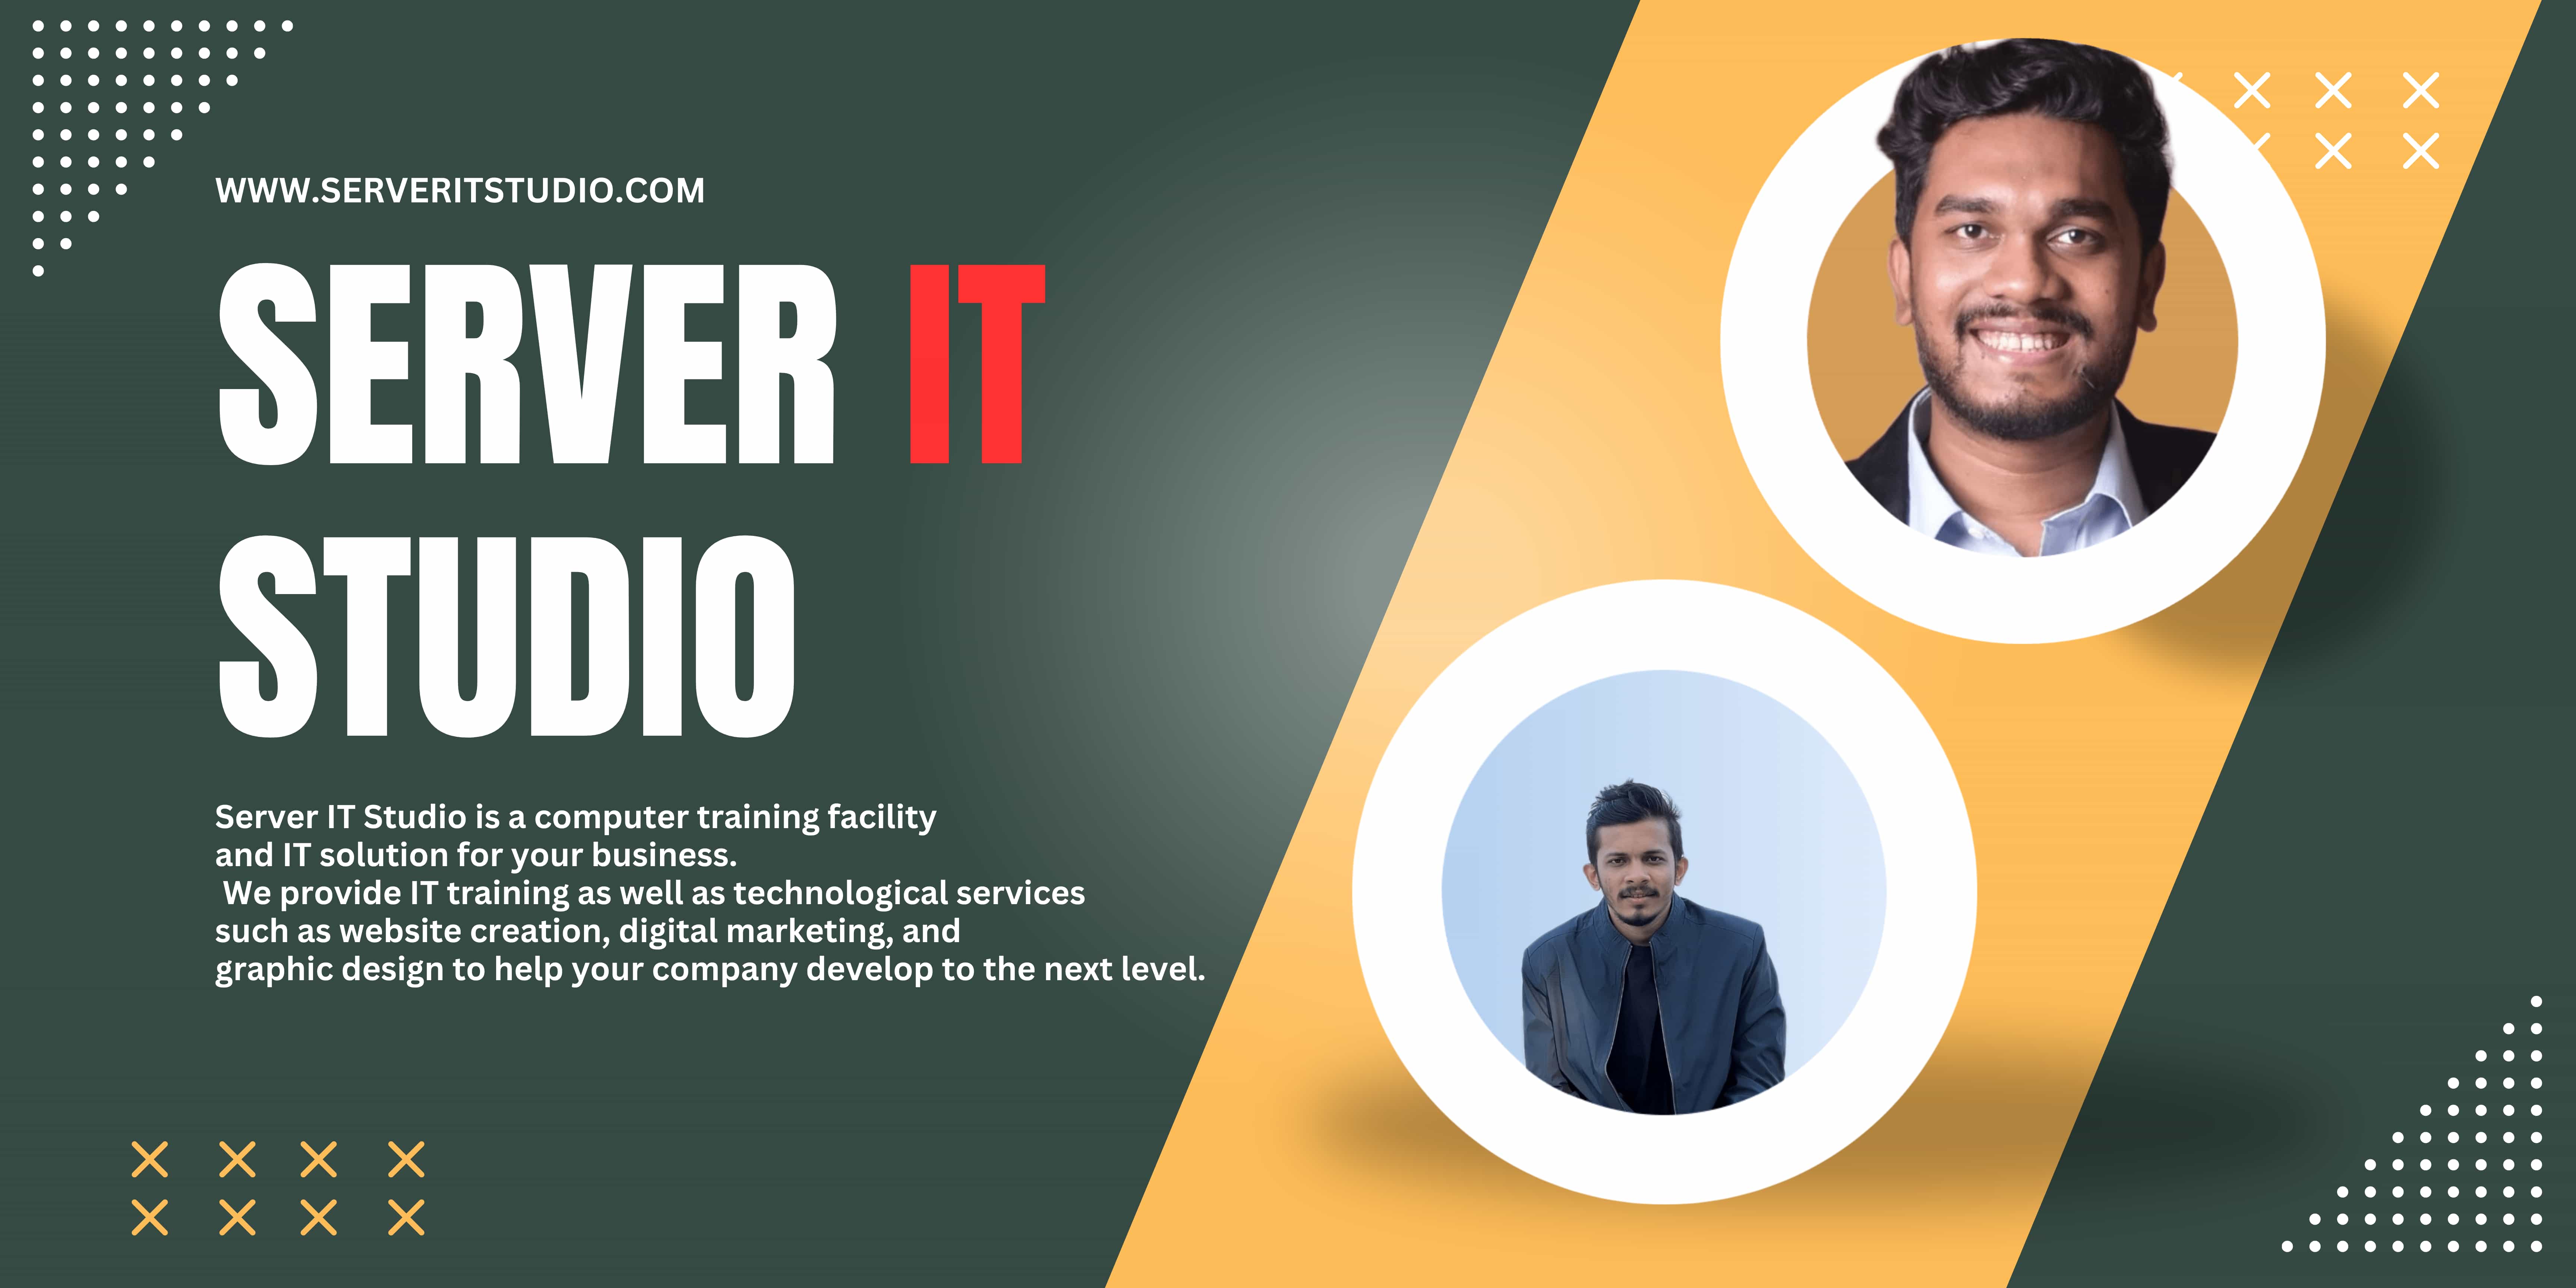 WWW.SERVERITSTUDIO.COM
SERVER IT
STUDIO
Server IT Studio is a computer training facility
and IT solution for your business.
We provide IT training as well as technological services
such as website creation, digital marketing, and
graphic design to help your company develop to the next level.